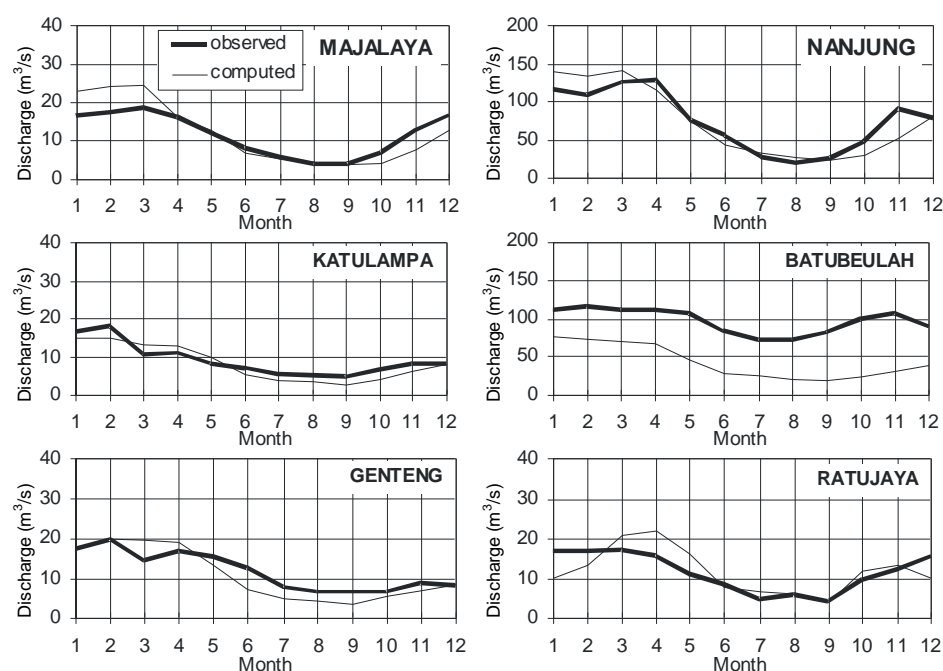 MAJALAYA
observed
computed
Discharge (m³/s)
40
30
20
10
0
1 2 3 4 5 6 7 8 9 10 11 12
Month
NANJUNG
Discharge (m³/s)
200
150
100
50
0
1 2 3 4 5 6 7 8 9 10 11 12
Month
KATULAMPA
Discharge (m³/s)
40
30
20
10
0
1 2 3 4 5 6 7 8 9 10 11 12
Month
BATUBEULAH
Discharge (m³/s)
200
150
100
50
0
1 2 3 4 5 6 7 8 9 10 11 12
Month
GENTENG
Discharge (m³/s)
40
30
20
10
0
1 2 3 4 5 6 7 8 9 10 11 12
Month
RATUJAYA
Discharge (m³/s)
40
30
20
10
0
1 2 3 4 5 6 7 8 9 10 11 12
Month